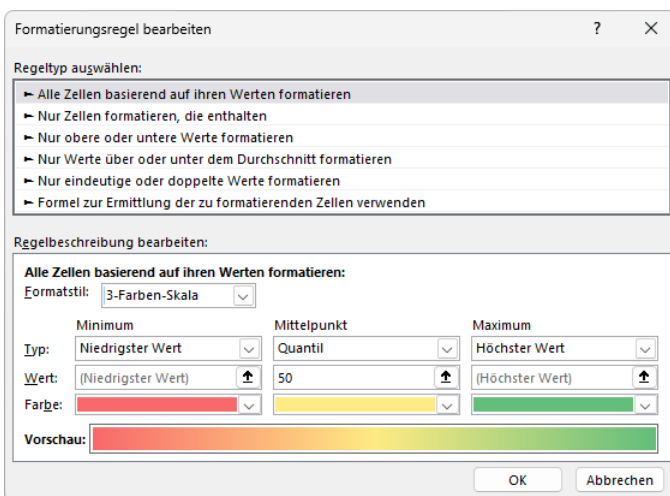 Formatierungsregel bearbeiten ?
Regeltyp auswählen:
► Alle Zellen basierend auf ihren Werten formatieren
► Nur Zellen formatieren, die enthalten
► Nur obere oder untere Werte formatieren
► Nur Werte über oder unter dem Durchschnitt formatieren
► Nur eindeutige oder doppelte Werte formatieren
► Formel zur Ermittlung der zu formatierenden Zellen verwenden
Regelbeschreibung bearbeiten:
Alle Zellen basierend auf ihren Werten formatieren:
Formatstil: 3-Farben-Skala
Minimum Mittelpunkt Maximum
Typ: Niedrigster Wert Quantil Höchster Wert
Wert: (Niedrigster Wert) 50 (Höchster Wert)
Farbe:
Vorschau:
OK Abbrechen